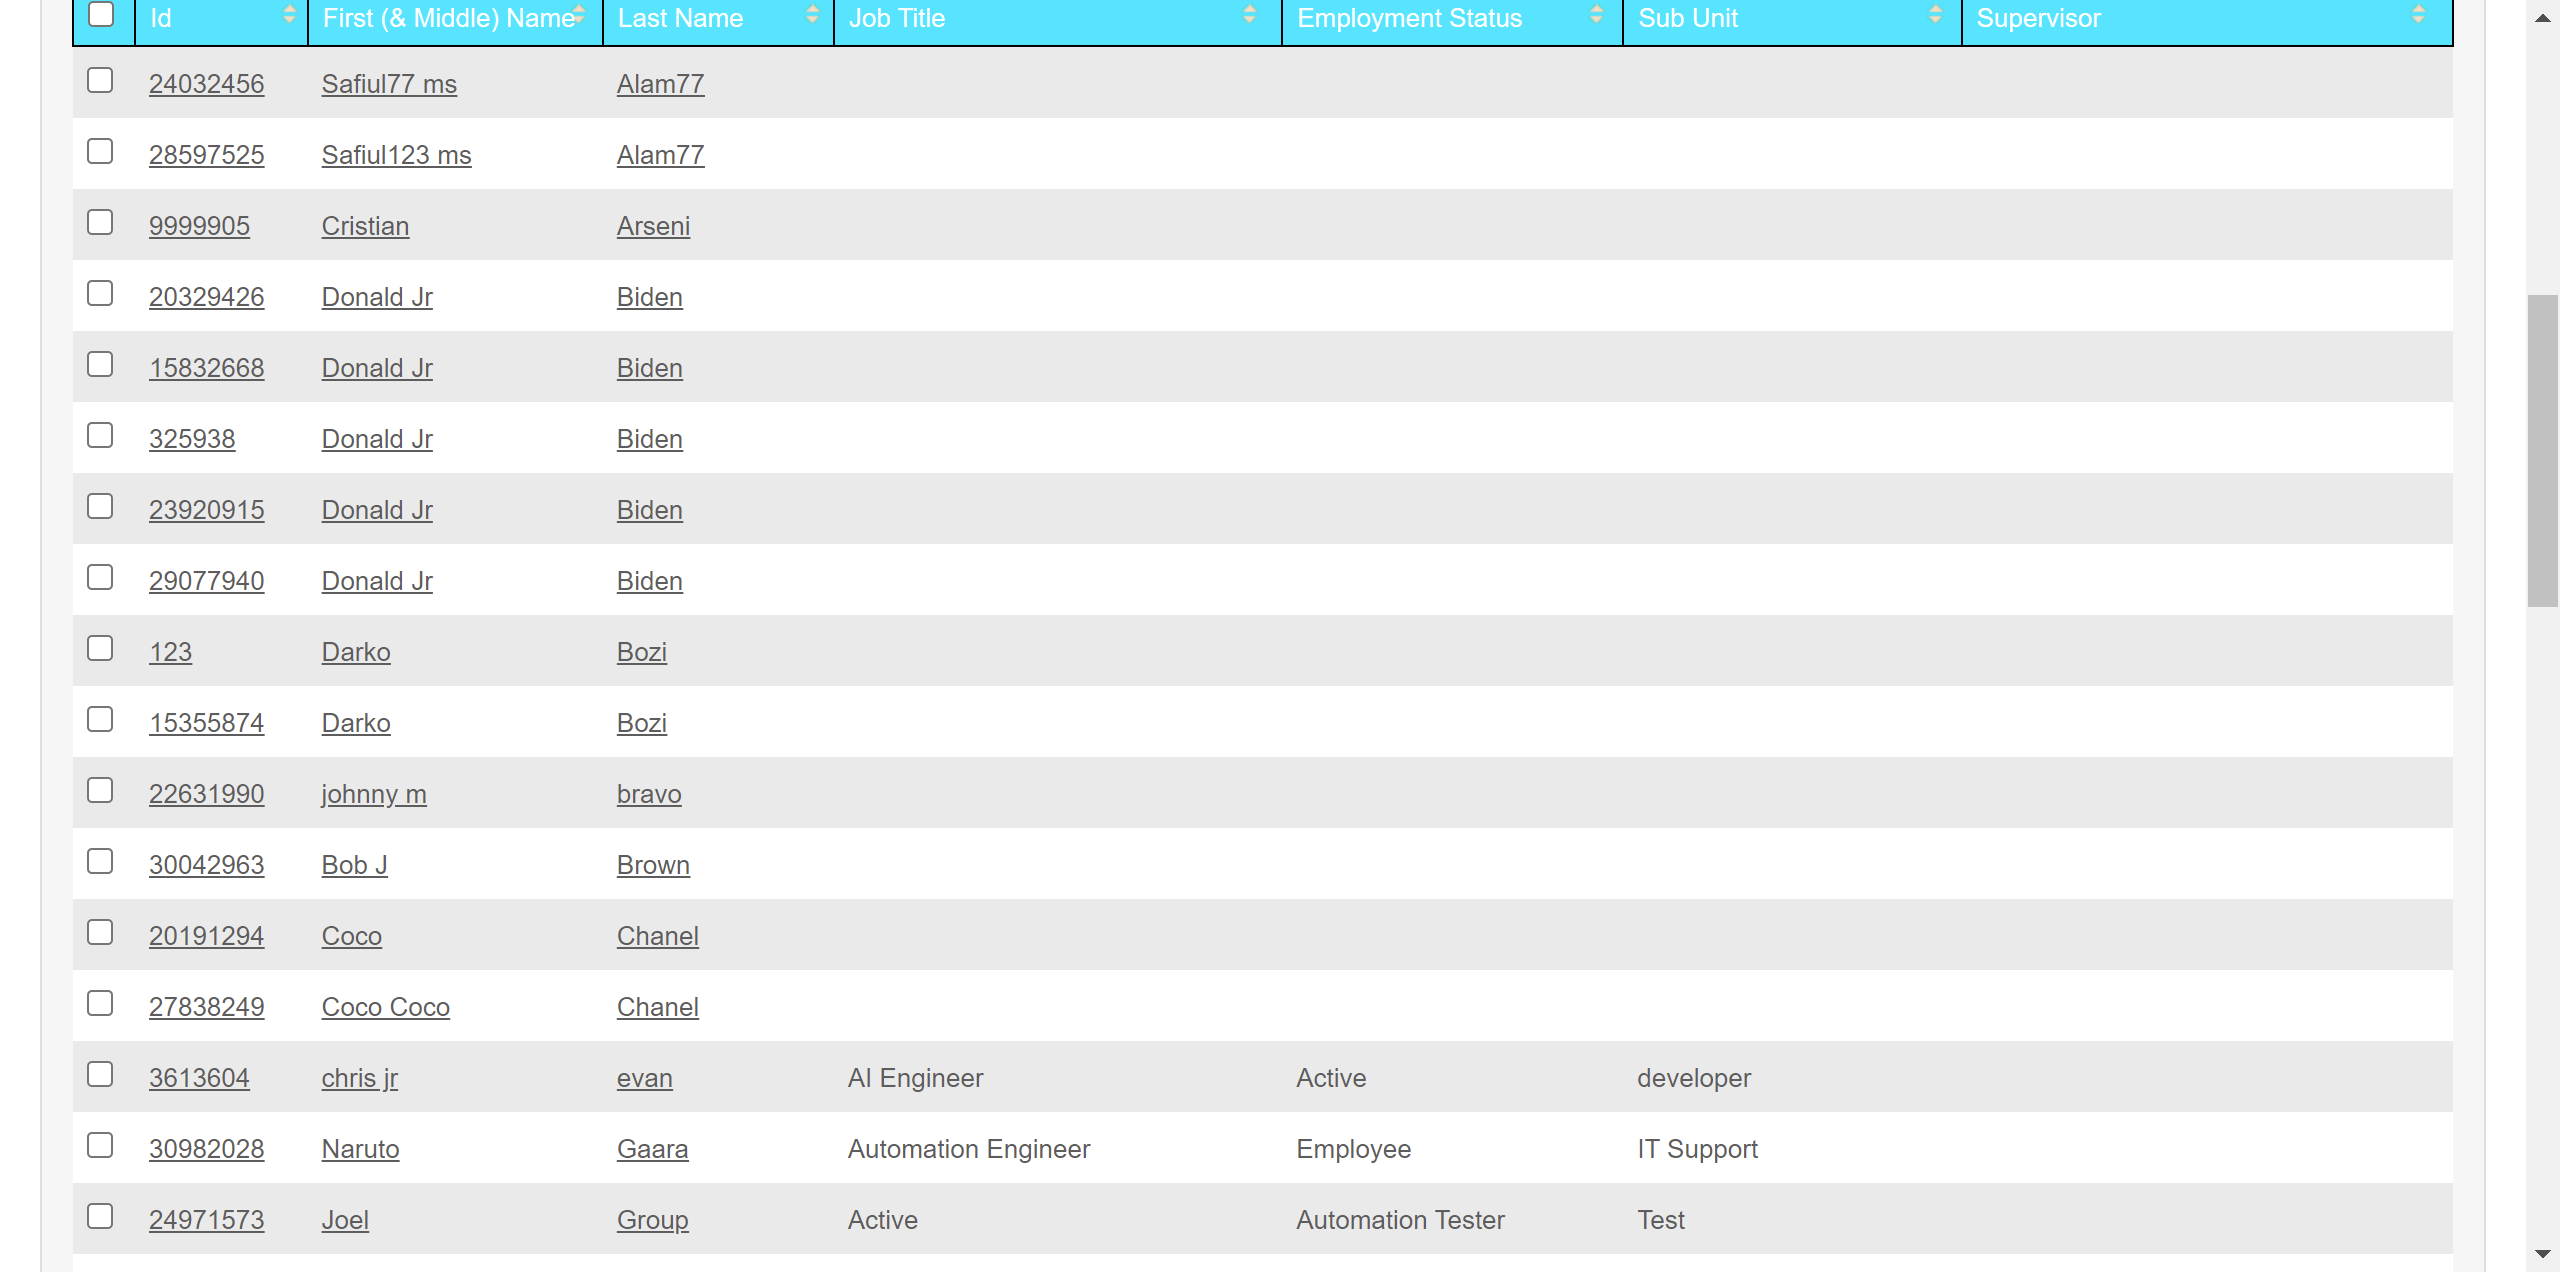 Id First (& Middle) Name Last Name Job Title Employment Status Sub Unit Supervisor
24032456 Safiul77 ms Alam77
28597525 Safiul123 ms Alam77
9999905 Cristian Arseni
20329426 Donald Jr Biden
15832668 Donald Jr Biden
325938 Donald Jr Biden
23920915 Donald Jr Biden
29077940 Donald Jr Biden
123 Darko Bozi
15355874 Darko Bozi
22631990 johnny m bravo
30042963 Bob J Brown
20191294 Coco Chanel
27838249 Coco Coco Chanel
3613604 chris jr evan AI Engineer Active developer
30982028 Naruto Gaara Automation Engineer Employee IT Support
24971573 Joel Group Active Automation Tester Test